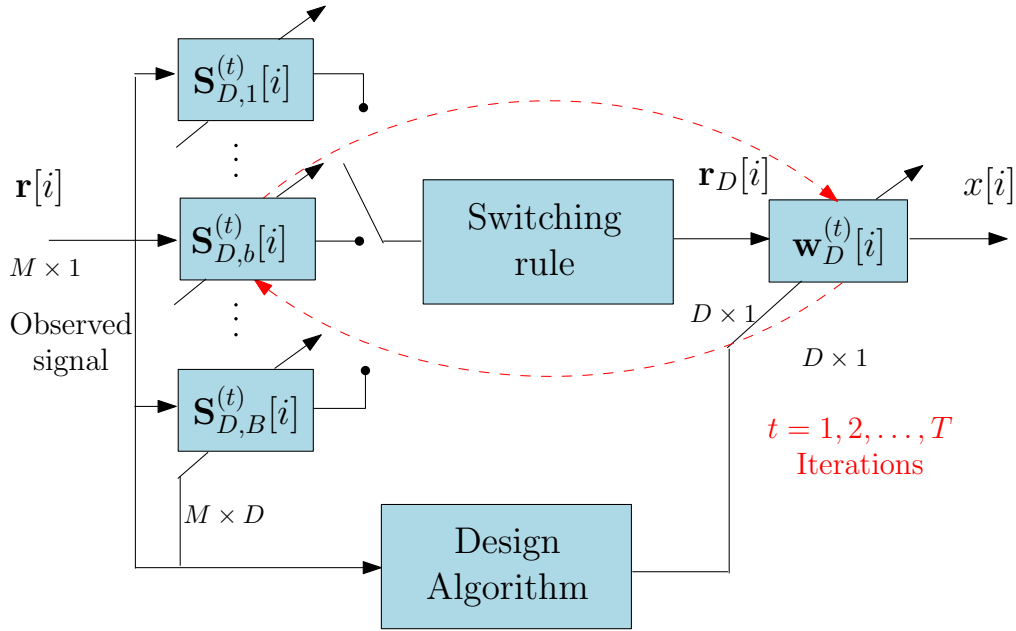 𝐒_{D,1}^{(t)}[i]
𝐫[i]
𝐒_{D,b}^{(t)}[i]
M × 1
Observed
signal
𝐒_{D,B}^{(t)}[i]
M × D
Switching
rule
𝐫_D[i]
𝐰_D^{(t)}[i]
x[i]
D × 1
D × 1
t = 1, 2, . . . , T
Iterations
Design
Algorithm